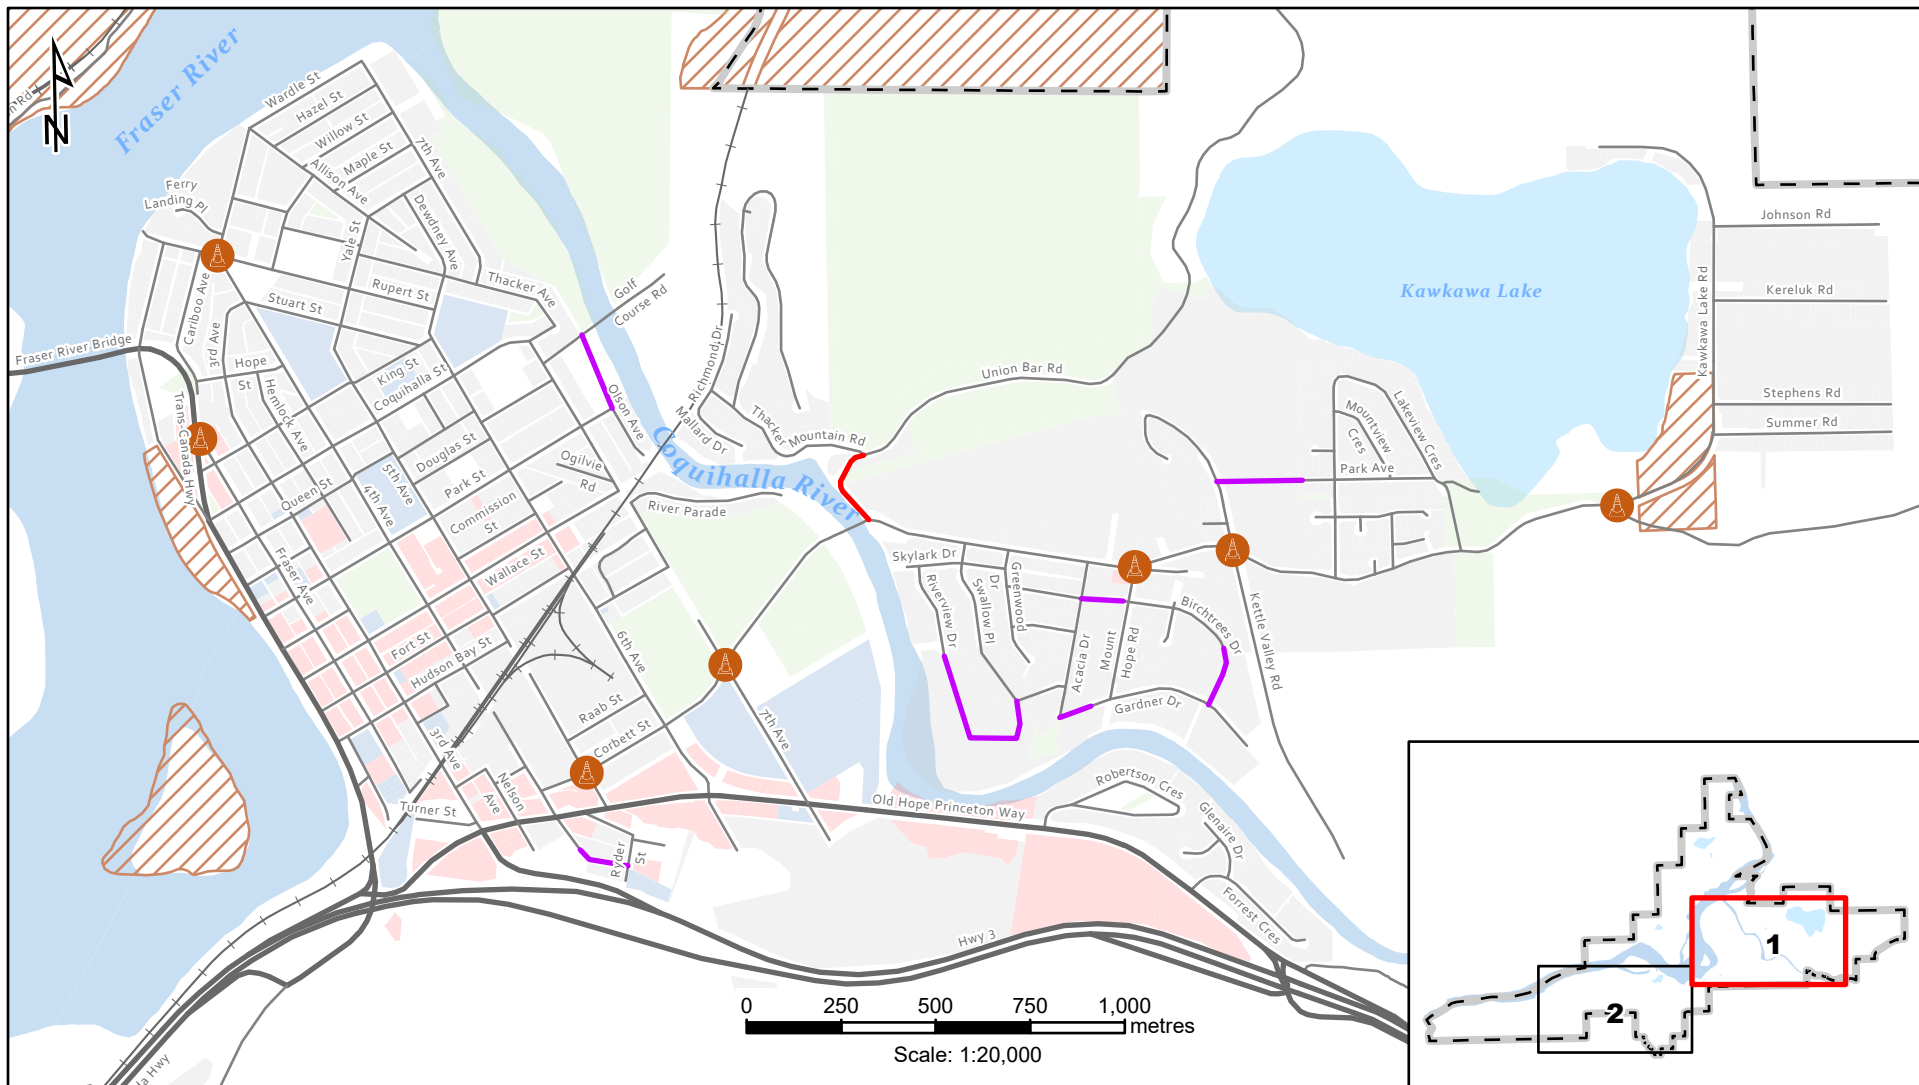 Fraser River
N
Wardle St
Hazel St
Willow St
Maple St
Allison Ave
7th Ave
Ferry
Landing Pl
Yale St
Dewdney Ave
Thacker Ave
Rupert St
Stuart St
Cariboo Ave
3rd Ave
Hope
St
Hemlock Ave
Fraser River Bridge
Trans-Canada Hwy
King St
Coquihalla St
Golf
Course Rd
Olson Ave
Richmond Dr
Mallard Dr
Thacker
Mountain Rd
Union Bar Rd
Coquihalla River
Kawkawa Lake
Kawkawa Lake Rd
Johnson Rd
Kereluk Rd
Stephens Rd
Summer Rd
Lakeview Cres
Mountview
Cres
Park Ave
Douglas St
Park St
Commission
St
Ogilvie
Rd
River Parade
5th Ave
4th Ave
Queen St
Fraser Ave
Wallace St
Fort St
Hudson Bay St
6th Ave
Raab St
Corbett St
7th Ave
3rd Ave
Nelson
Ave
Turner St
Ryder
St
Skylark Dr
Riverview Dr
Swallow Pl
Greenwood
Dr
Acacia Dr
Mount
Hope Rd
Birchtrees Dr
Gardner Dr
Kettle Valley Rd
Robertson Cres
Glenaire Dr
Forrest Cres
Old Hope Princeton Way
Hwy 3
0 250 500 750 1,000
metres
Scale: 1:20,000
1
2